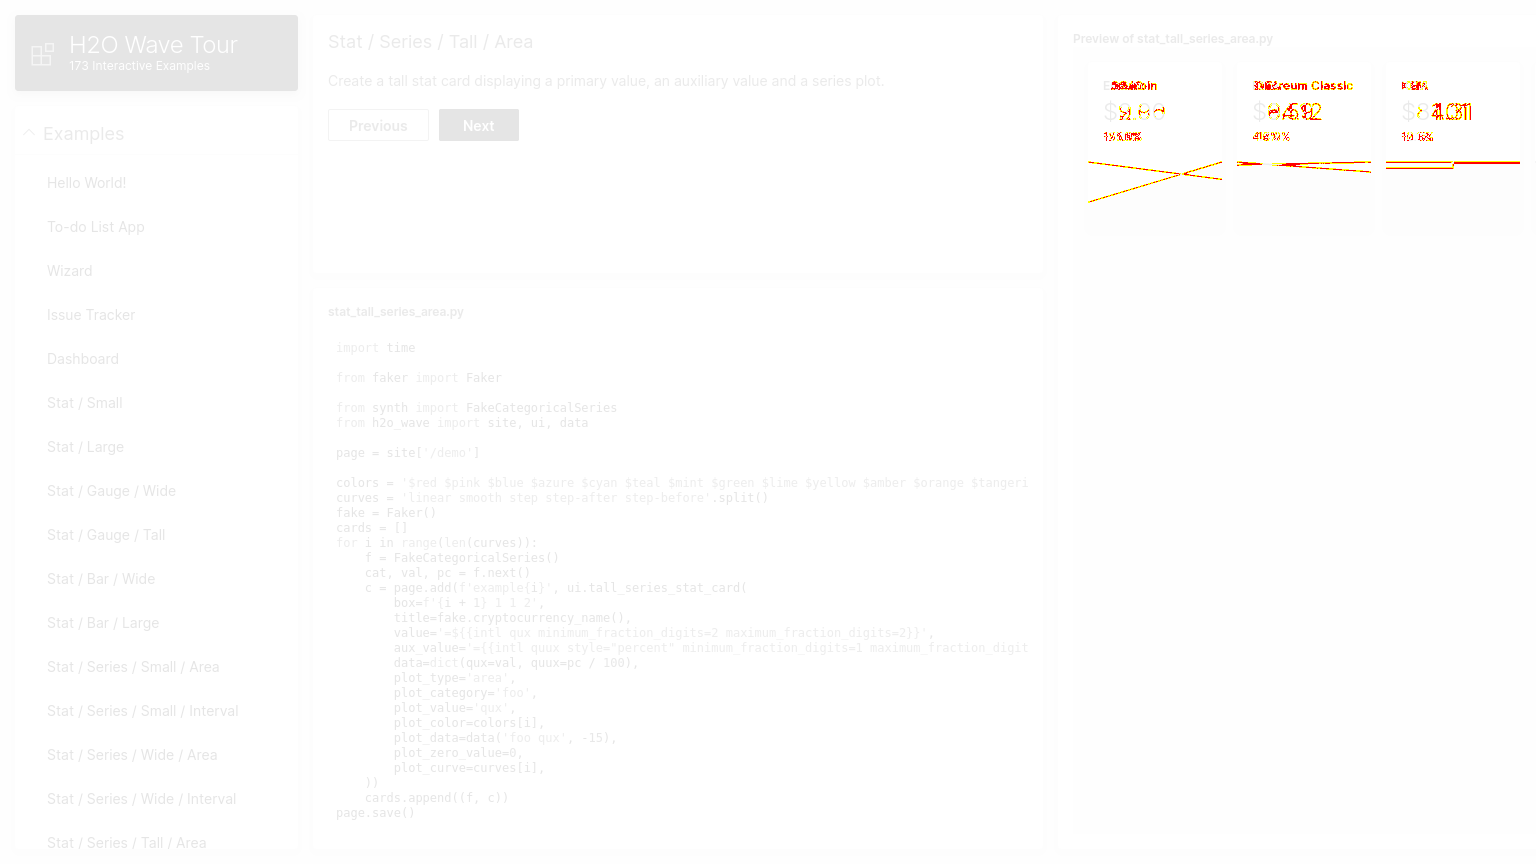 H2O Wave Tour
173 Interactive Examples
Examples
Hello World!
To-do List App
Wizard
Issue Tracker
Dashboard
Stat / Small
Stat / Large
Stat / Gauge / Wide
Stat / Gauge / Tall
Stat / Bar / Wide
Stat / Bar / Large
Stat / Series / Small / Area
Stat / Series / Small / Interval
Stat / Series / Wide / Area
Stat / Series / Wide / Interval
Stat / Series / Tall / Area
Stat / Series / Tall / Area
Create a tall stat card displaying a primary value, an auxiliary value and a series plot.
Previous Next
stat_tall_series_area.py
import time
from faker import Faker
from synth import FakeCategoricalSeries
from h2o_wave import site, ui, data
page = site['/demo']
colors = '$red $pink $blue $azure $cyan $teal $mint $green $lime $yellow $amber $orange $tangeri
curves = 'linear smooth step step-after step-before'.split()
fake = Faker()
cards = []
for i in range(len(curves)):
    f = FakeCategoricalSeries()
    cat, val, pc = f.next()
    c = page.add(f'example{i}', ui.tall_series_stat_card(
        box=f'{i + 1} 1 1 2',
        title=fake.cryptocurrency_name(),
        value='=${{intl qux minimum_fraction_digits=2 maximum_fraction_digits=2}}',
        aux_value='={{intl quux style="percent" minimum_fraction_digits=1 maximum_fraction_digit
        data=dict(qux=val, quux=pc / 100),
        plot_type='area',
        plot_category='foo',
        plot_value='qux',
        plot_color=colors[i],
        plot_data=data('foo qux', -15),
        plot_zero_value=0,
        plot_curve=curves[i],
    ))
    cards.append((f, c))
page.save()
Preview of stat_tall_series_area.py
Classic